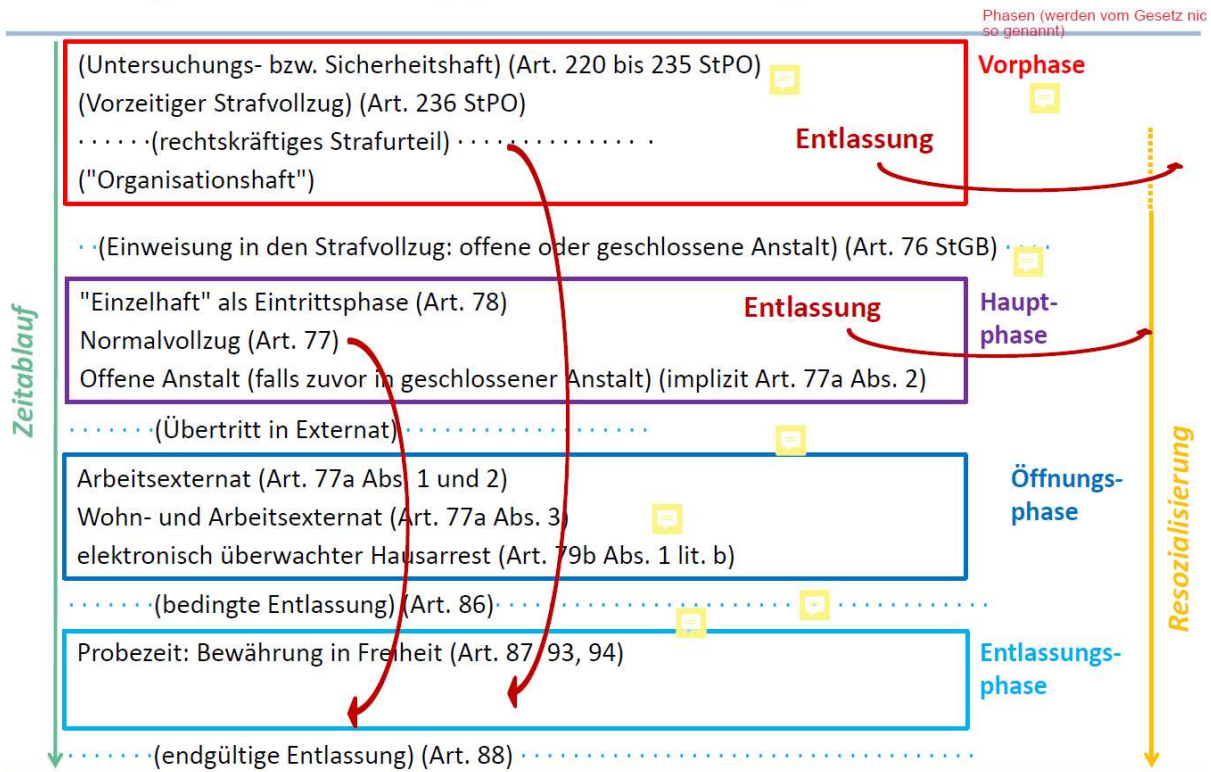 Phasen (werden vom Gesetz nic
so genannt)
(Untersuchungs- bzw. Sicherheitshaft) (Art. 220 bis 235 StPO)
Vorphase
(Vorzeitiger Strafvollzug) (Art. 236 StPO)
· · · · · ·(rechtskräftiges Strafurteil) · · · · · · · · · · · · · · ·
Entlassung
("Organisationshaft")
· ·(Einweisung in den Strafvollzug: offene oder geschlossene Anstalt) (Art. 76 StGB) · · · ·
"Einzelhaft" als Eintrittsphase (Art. 78)
Entlassung
Haupt-
phase
Normalvollzug (Art. 77)
Offene Anstalt (falls zuvor in geschlossener Anstalt) (implizit Art. 77a Abs. 2)
· · · · · · ·(Übertritt in Externat) · · · · · · · · · · · · · · · · · · ·
Arbeitsexternat (Art. 77a Abs. 1 und 2)
Öffnungs-
phase
Wohn- und Arbeitsexternat (Art. 77a Abs. 3)
elektronisch überwachter Hausarrest (Art. 79b Abs. 1 lit. b)
· · · · · · ·(bedingte Entlassung) (Art. 86)· · · · · · · · · · · · · · · · · · · · · · · · · · · · · ·
Probezeit: Bewährung in Freiheit (Art. 87, 93, 94)
Entlassungs-
phase
· · · · · · ·(endgültige Entlassung) (Art. 88)· · · · · · · · · · · · · · · · · · · · · · · · · · · · ·
Zeitablauf
Resozialisierung